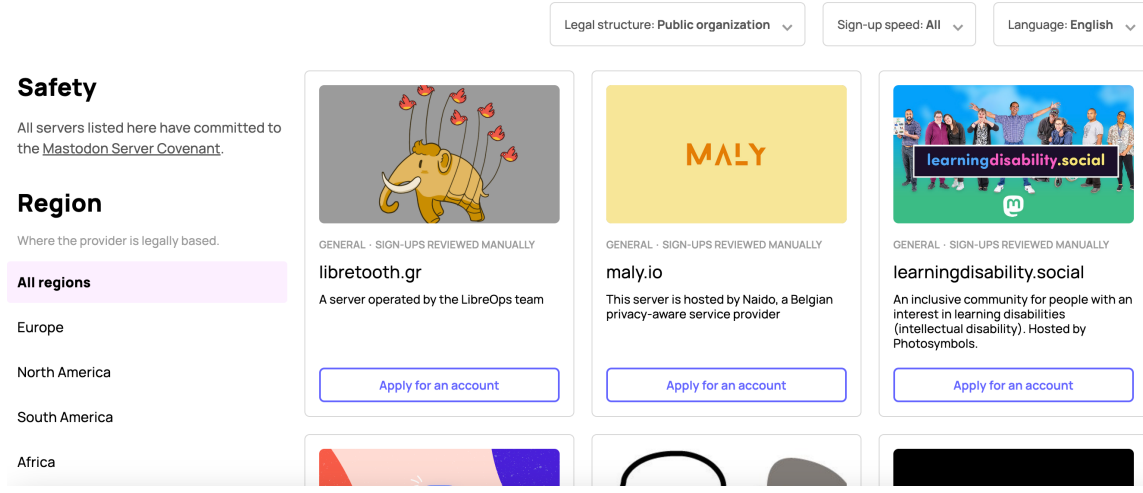 Legal structure: Public organization
Sign-up speed: All
Language: English
Safety
All servers listed here have committed to
the Mastodon Server Covenant.
Region
Where the provider is legally based.
All regions
Europe
North America
South America
Africa
GENERAL · SIGN-UPS REVIEWED MANUALLY
libretooth.gr
A server operated by the LibreOps team
Apply for an account
MALY
GENERAL · SIGN-UPS REVIEWED MANUALLY
maly.io
This server is hosted by Naido, a Belgian
privacy-aware service provider
Apply for an account
learningdisability.social
GENERAL · SIGN-UPS REVIEWED MANUALLY
learningdisability.social
An inclusive community for people with an
interest in learning disabilities
(intellectual disability). Hosted by
Photosymbols.
Apply for an account